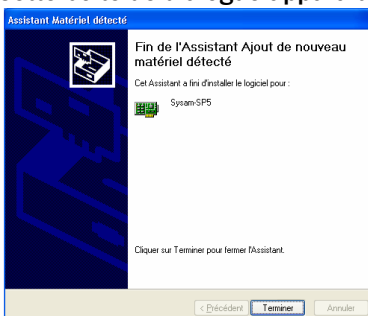 Assistant Matériel détecté
Fin de l'Assistant Ajout de nouveau
matériel détecté
Cet Assistant a fini d'installer le logiciel pour :
Sysam-SP5
Cliquer sur Terminer pour fermer l'Assistant.
< Précédent
Terminer
Annuler